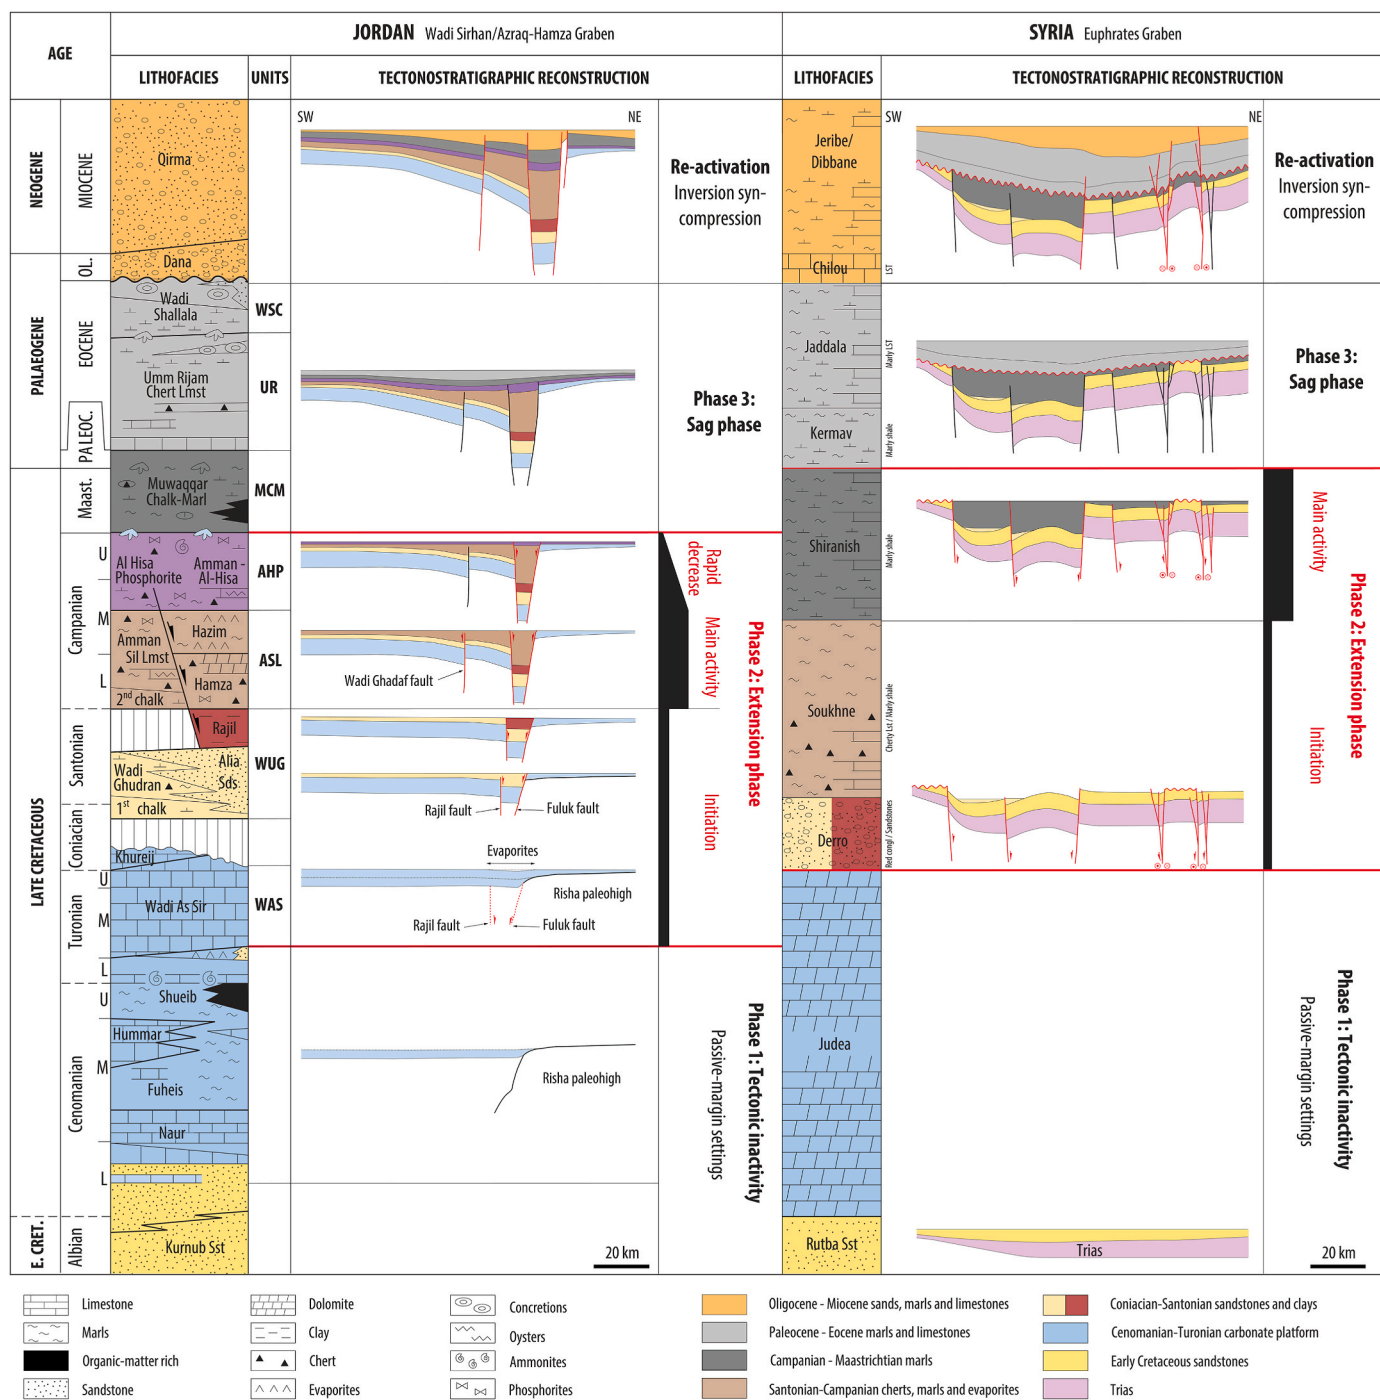 JORDAN Wadi Sirhan/Azraq-Hamza Graben
SYRIA Euphrates Graben
AGE
LITHOFACIES
UNITS
TECTONOSTRATIGRAPHIC RECONSTRUCTION
LITHOFACIES
TECTONOSTRATIGRAPHIC RECONSTRUCTION
NEOGENE
MIOCENE
PALAEOGENE
OL.
EOCENE
PALEOC.
LATE CRETACEOUS
Maast.
Campanian
U
M
L
Santonian
Coniacian
Turonian
U
M
L
Cenomanian
U
M
L
E. CRET.
Albian
Qirma
Dana
Wadi
Shallala
Umm Rijam
Chert Lmst
Muwaqqar
Chalk-Marl
Al Hisa
Phosphorite
Amman -
Al-Hisa
Hazim
Amman
Sil Lmst
Hamza
2nd chalk
Rajil
Alia
Sds
Wadi
Ghudran
1st chalk
Khureij
Wadi As Sir
Shueib
Hummar
Fuheis
Naur
Kurnub Sst
WSC
UR
MCM
AHP
ASL
WUG
WAS
SW
NE
Wadi Ghadaf fault
Rajil fault
Fuluk fault
Evaporites
Risha paleohigh
Rajil fault
Fuluk fault
Risha paleohigh
20 km
Re-activation
Inversion syn-
compression
Phase 3:
Sag phase
Rapid
decrease
Main activity
Initiation
Phase 2: Extension phase
Phase 1: Tectonic inactivity
Passive-margin settings
Jeribe/
Dibbane
Chilou
LST
Jaddala
Marly LST
Kermav
Marly shale
Shiranish
Marly shale
Soukhne
Cherty Lst / Marly shale
Derro
Red congl / Sandstones
Judea
Rutba Sst
SW
NE
Trias
20 km
Re-activation
Inversion syn-
compression
Phase 3:
Sag phase
Main activity
Initiation
Phase 2: Extension phase
Phase 1: Tectonic inactivity
Passive-margin settings
Limestone
Marls
Organic-matter rich
Sandstone
Dolomite
Clay
Chert
Evaporites
Concretions
Oysters
Ammonites
Phosphorites
Oligocene - Miocene sands, marls and limestones
Paleocene - Eocene marls and limestones
Campanian - Maastrichtian marls
Santonian-Campanian cherts, marls and evaporites
Coniacian-Santonian sandstones and clays
Cenomanian-Turonian carbonate platform
Early Cretaceous sandstones
Trias